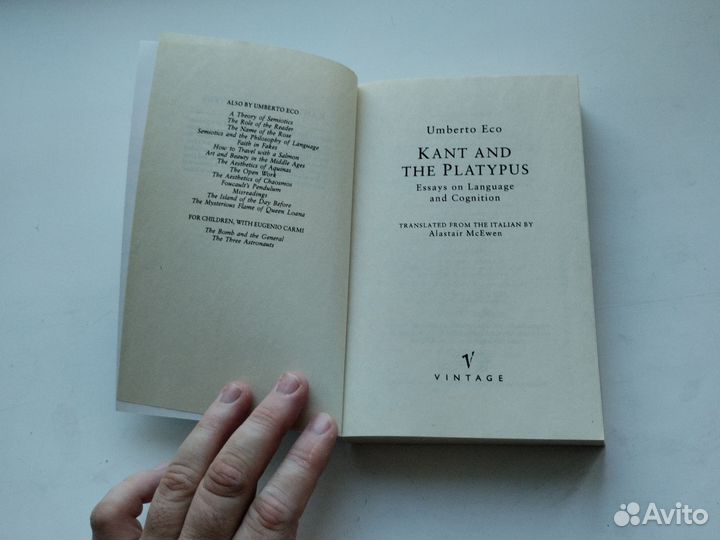 ALSO BY UMBERTO ECO
A Theory of Semiotics
The Role of the Reader
The Name of the Rose
Semiotics and the Philosophy of Language
Faith in Fakes
How to Travel with a Salmon
Art and Beauty in the Middle Ages
The Aesthetics of Aquinas
The Open Work
The Aesthetics of Chaosmos
Foucault's Pendulum
Misreadings
The Island of the Day Before
The Mysterious Flame of Queen Loana
FOR CHILDREN, WITH EUGENIO CARMI
The Bomb and the General
The Three Astronauts
Umberto Eco
KANT AND
THE PLATYPUS
Essays on Language
and Cognition
TRANSLATED FROM THE ITALIAN BY
Alastair McEwen
VINTAGE
Avito